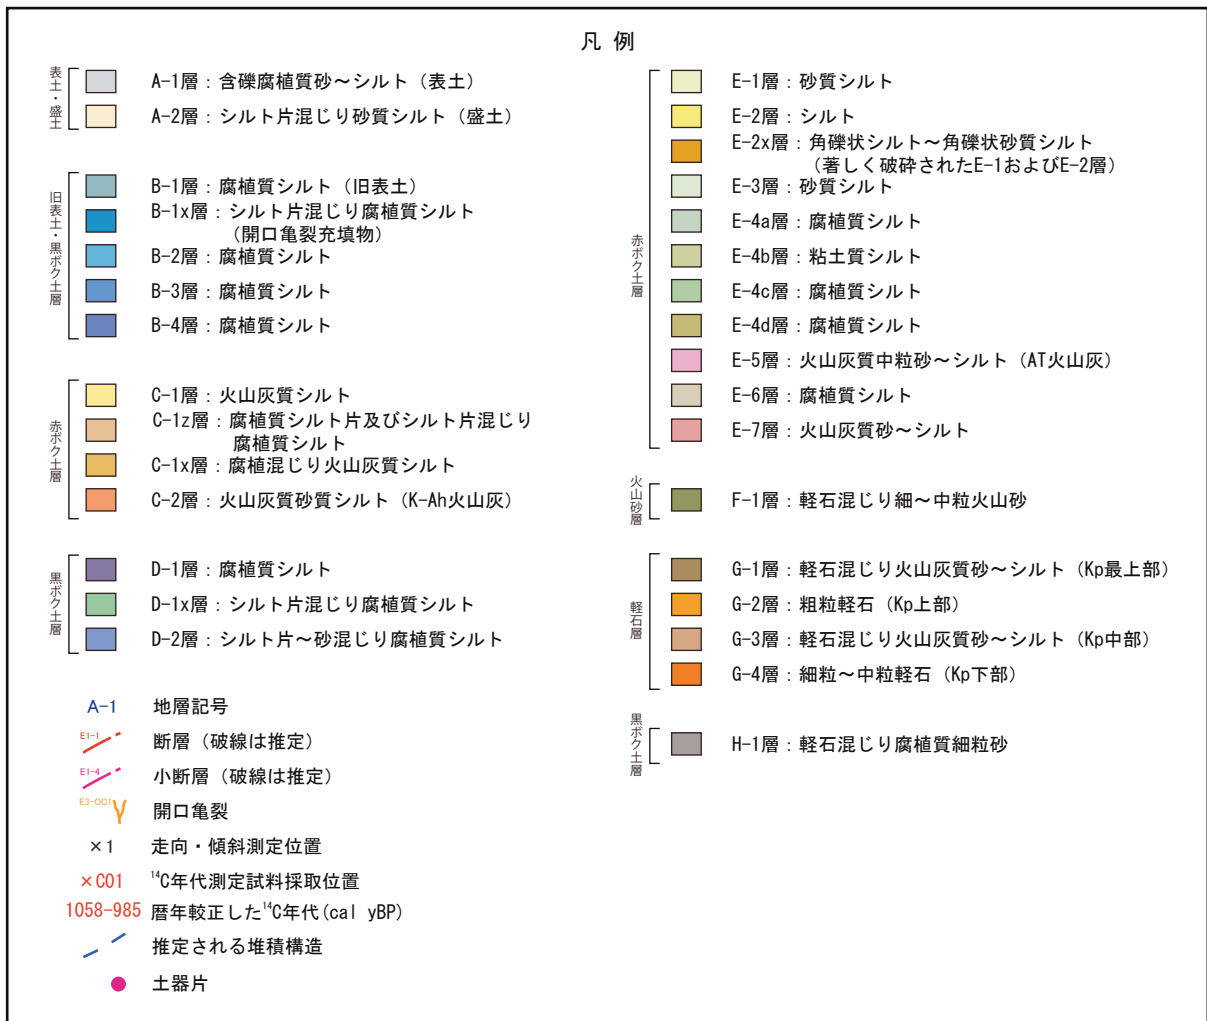 凡 例
表土・盛土
A-1層：含礫腐植質砂～シルト（表土）
A-2層：シルト片混じり砂質シルト（盛土）
旧表土・黒ボク土層
B-1層：腐植質シルト（旧表土）
B-1x層：シルト片混じり腐植質シルト
（開口亀裂充填物）
B-2層：腐植質シルト
B-3層：腐植質シルト
B-4層：腐植質シルト
赤ボク土層
C-1層：火山灰質シルト
C-1z層：腐植質シルト片及びシルト片混じり
腐植質シルト
C-1x層：腐植混じり火山灰質シルト
C-2層：火山灰質砂質シルト（K-Ah火山灰）
黒ボク土層
D-1層：腐植質シルト
D-1x層：シルト片混じり腐植質シルト
D-2層：シルト片～砂混じり腐植質シルト
A-1 地層記号
E1-1 断層（破線は推定）
E1-4 小断層（破線は推定）
E3-OC1 開口亀裂
×1 走向・傾斜測定位置
×C01 ¹⁴C年代測定試料採取位置
1058-985 暦年較正した¹⁴C年代(cal yBP)
推定される堆積構造
土器片
赤ボク土層
E-1層：砂質シルト
E-2層：シルト
E-2x層：角礫状シルト～角礫状砂質シルト
（著しく破砕されたE-1およびE-2層）
E-3層：砂質シルト
E-4a層：腐植質シルト
E-4b層：粘土質シルト
E-4c層：腐植質シルト
E-4d層：腐植質シルト
E-5層：火山灰質中粒砂～シルト（AT火山灰）
E-6層：腐植質シルト
E-7層：火山灰質砂～シルト
火山砂層
F-1層：軽石混じり細～中粒火山砂
軽石層
G-1層：軽石混じり火山灰質砂～シルト（Kp最上部）
G-2層：粗粒軽石（Kp上部）
G-3層：軽石混じり火山灰質砂～シルト（Kp中部）
G-4層：細粒～中粒軽石（Kp下部）
黒ボク土層
H-1層：軽石混じり腐植質細粒砂